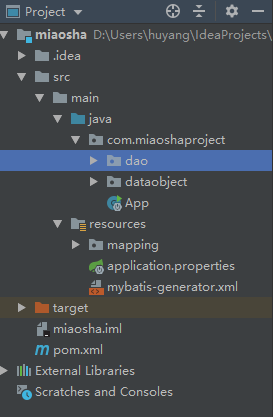 Project
miaosha D:\Users\huyang\IdeaProjects\
.idea
src
main
java
com.miaoshaproject
dao
dataobject
App
resources
mapping
application.properties
mybatis-generator.xml
target
miaosha.iml
pom.xml
External Libraries
Scratches and Consoles